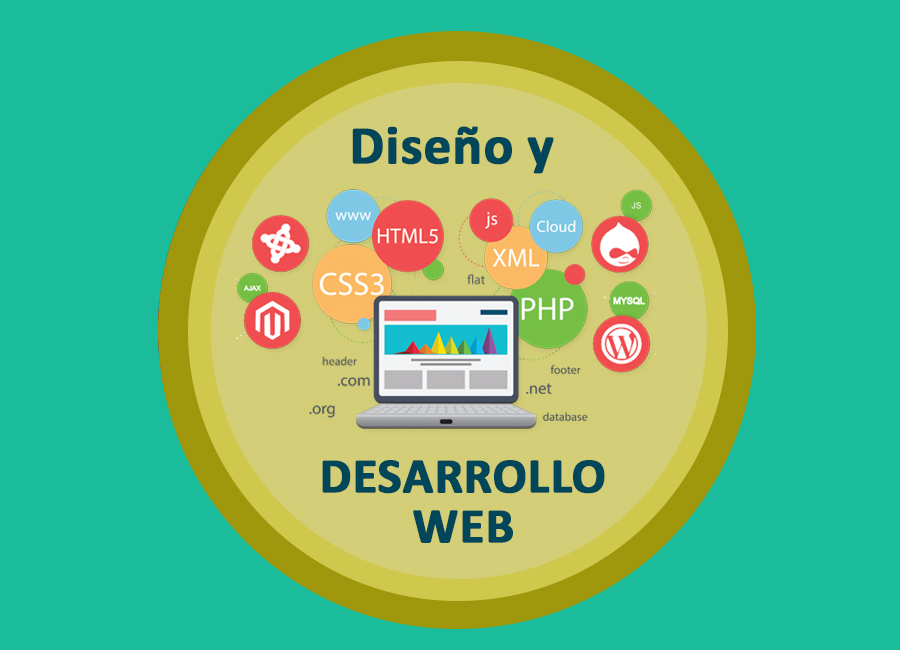 Diseño y
www
HTML5
js
Cloud
JS
CSS3
XML
AJAX
flat
PHP
MYSQL
header
.com
.org
footer
.net
database
DESARROLLO
WEB